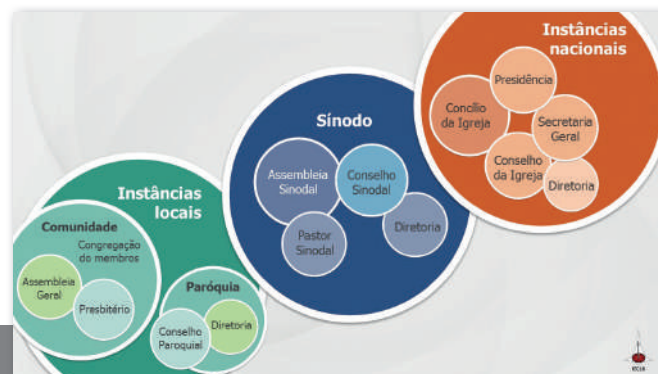 Instâncias
locais
Comunidade
Congregação
do membros
Assembleia
Geral
Presbitério
Paróquia
Conselho
Paroquial
Diretoria
Sínodo
Assembleia
Sinodal
Conselho
Sinodal
Pastor
Sinodal
Diretoria
Instâncias
nacionais
Presidência
Concílio
da Igreja
Secretaria
Geral
Conselho
da Igreja
Diretoria